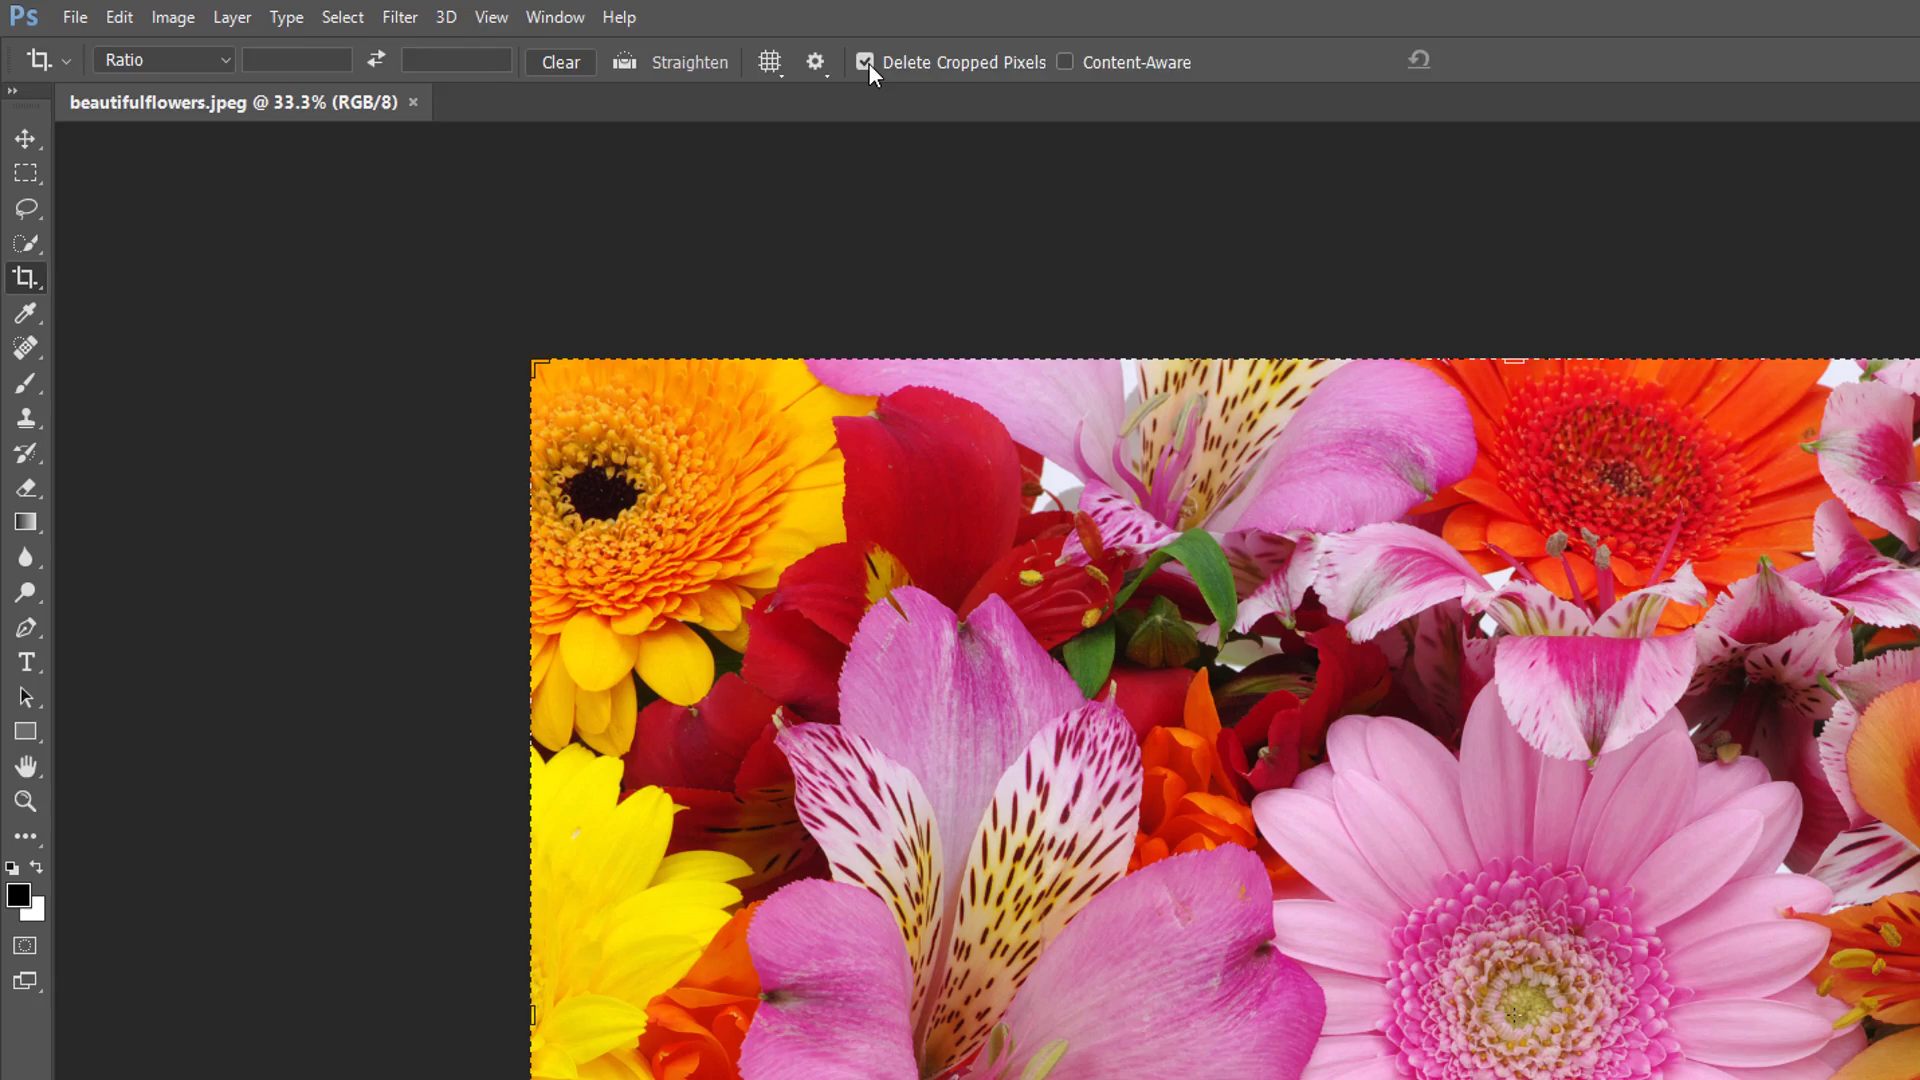 Ps File Edit Image Layer Type Select Filter 3D View Window Help
Ratio Clear Straighten Delete Cropped Pixels Content-Aware
beautifulflowers.jpeg @ 33.3% (RGB/8) ×
T